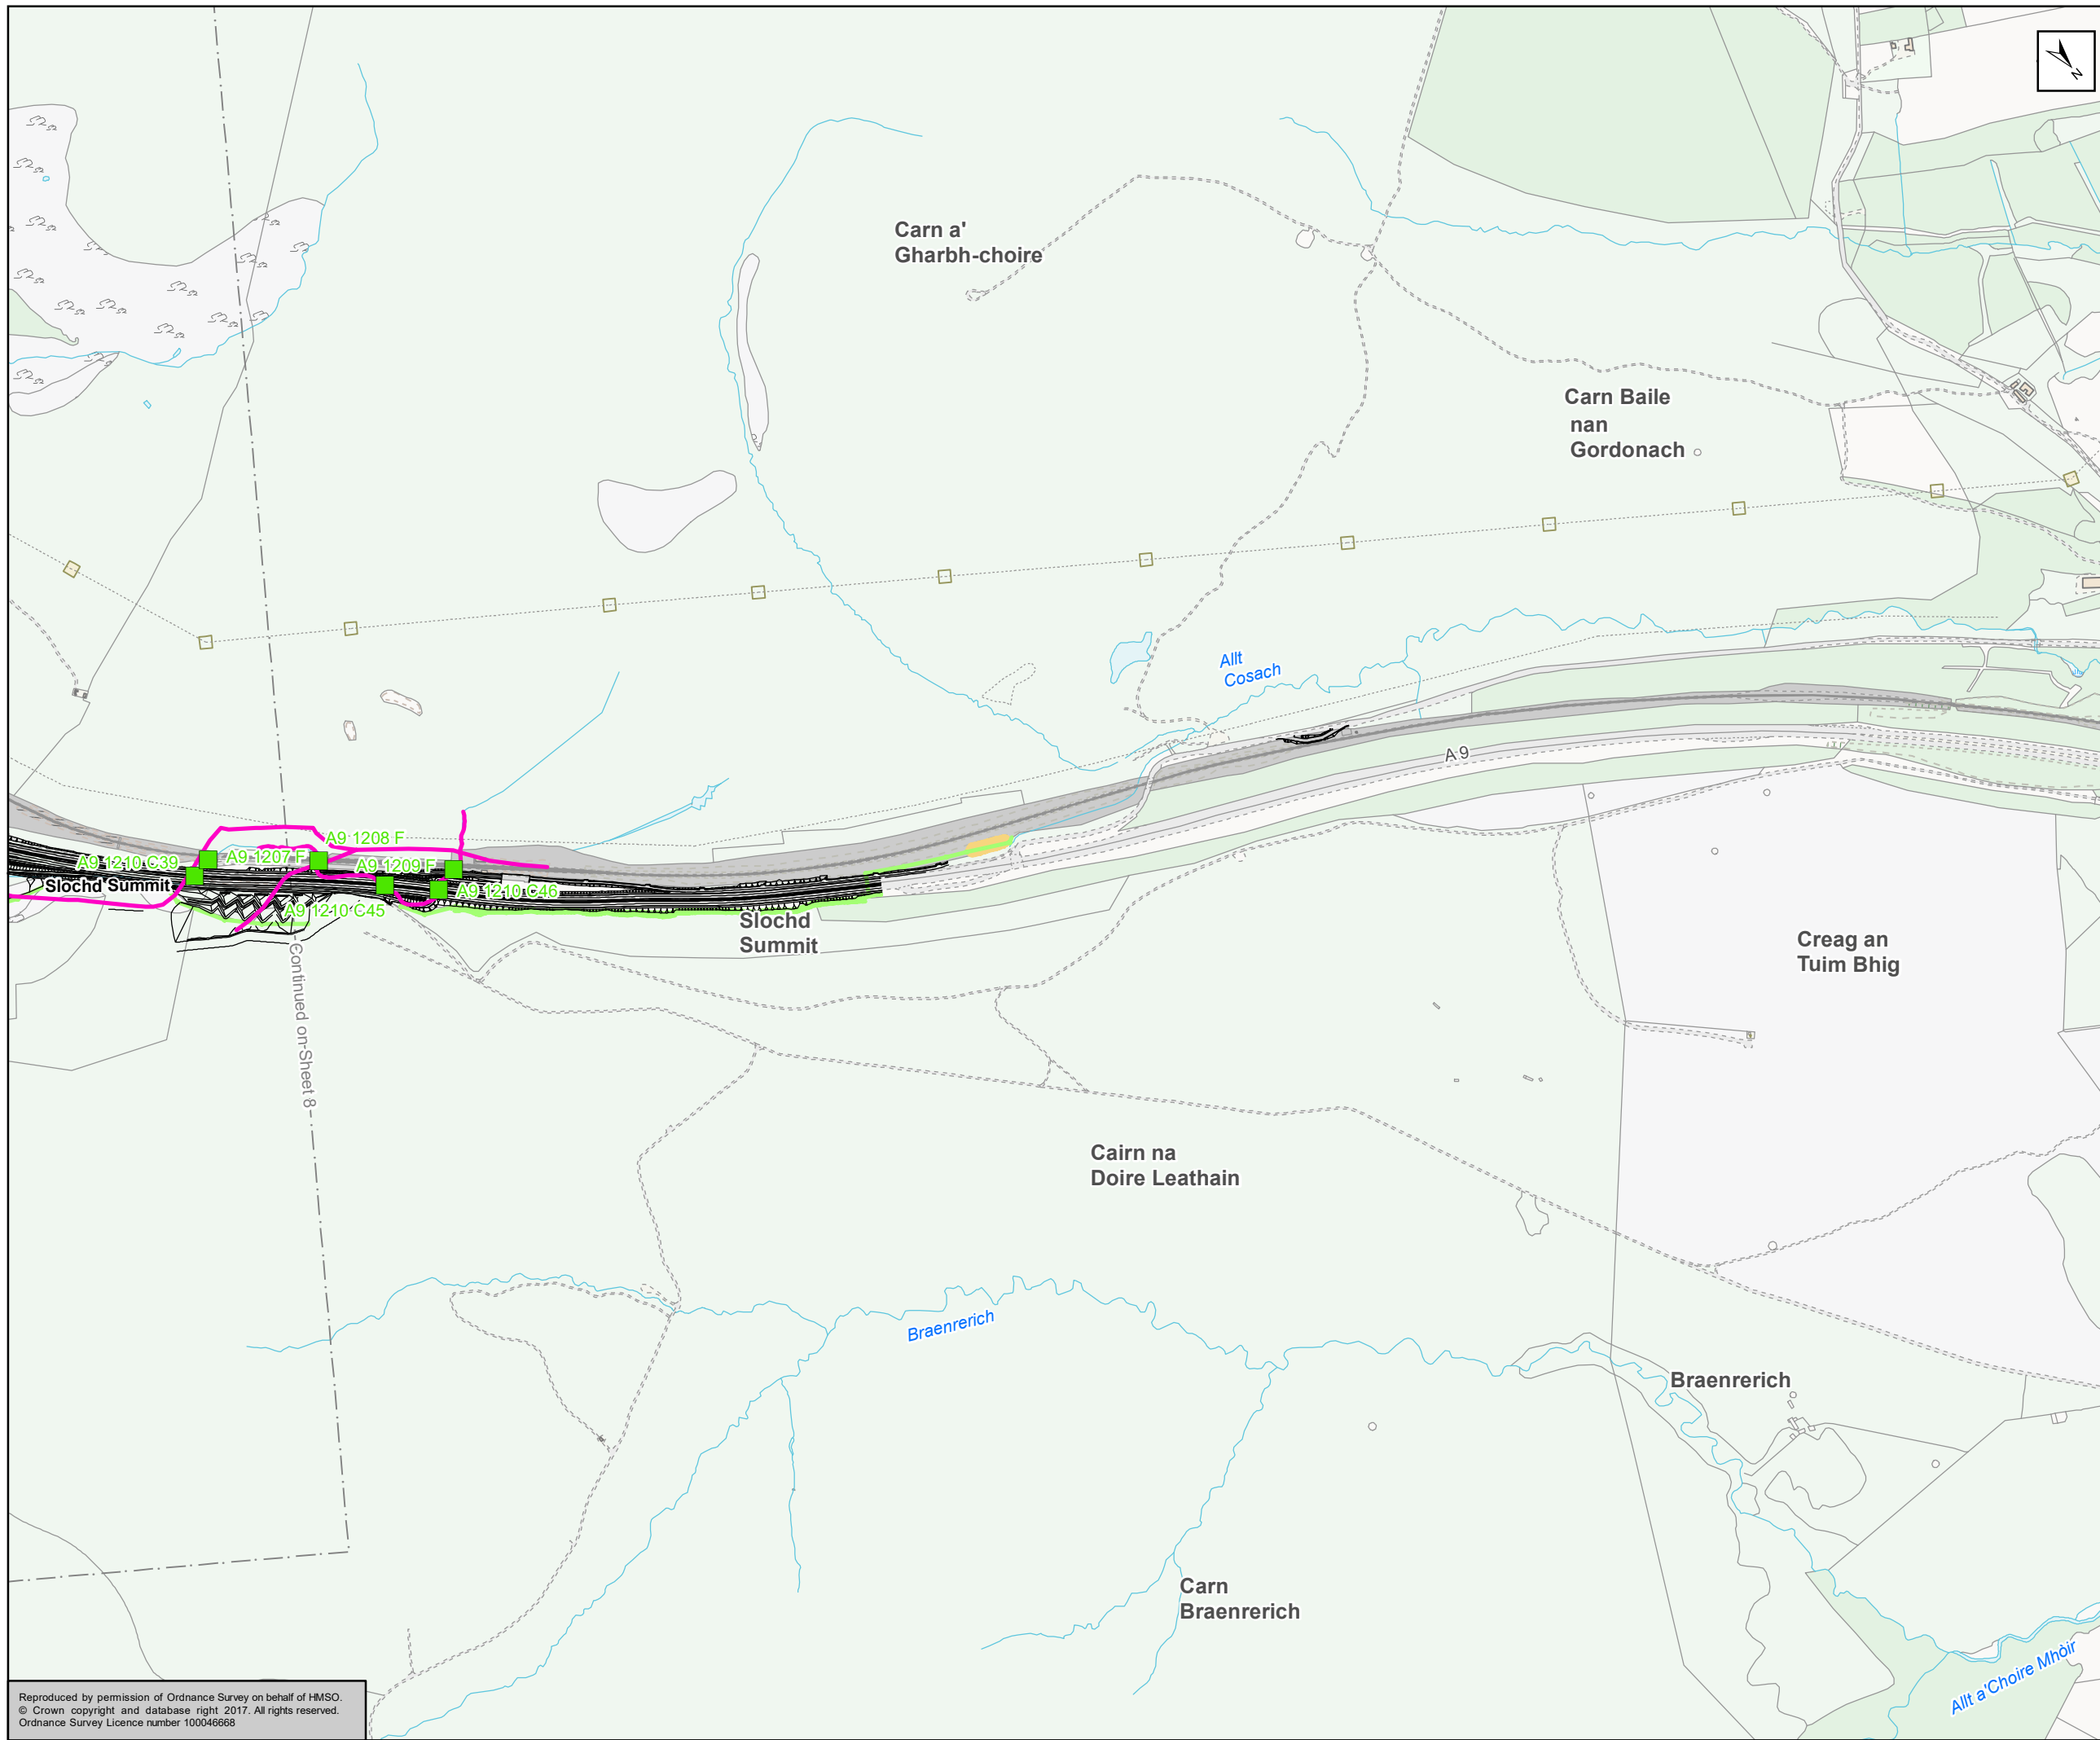 N
Carn a'
Gharbh-choire
Carn Baile
nan
Gordonach
Allt
Cosach
A 9
A9 1208 F
A9 1210 C39
A9 1207 F
A9 1209 F
Slochd Summit
A9 1210 C46
A9 1210 C45
Slochd
Summit
Continued on Sheet 8
Creag an
Tuim Bhig
Cairn na
Doire Leathain
Braenrerich
Braenrerich
Carn
Braenrerich
Allt a'Choire Mhòir
Reproduced by permission of Ordnance Survey on behalf of HMSO.
© Crown copyright and database right 2017. All rights reserved.
Ordnance Survey Licence number 100046668